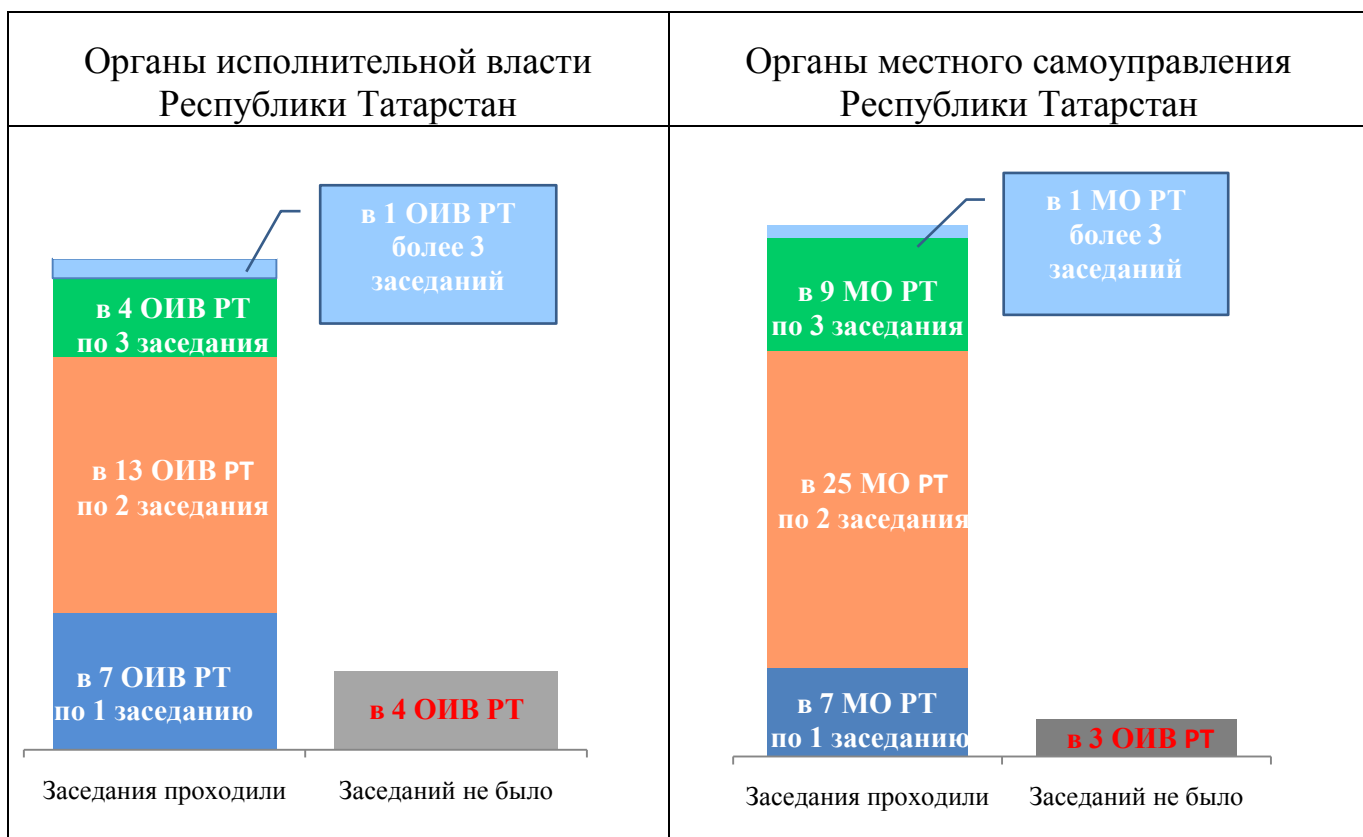 Органы исполнительной власти
Республики Татарстан
Органы местного самоуправления
Республики Татарстан
в 1 ОИВ РТ
более 3
заседаний
в 4 ОИВ РТ
по 3 заседания
в 13 ОИВ РТ
по 2 заседания
в 7 ОИВ РТ
по 1 заседанию
в 4 ОИВ РТ
Заседания проходили
Заседаний не было
в 1 МО РТ
более 3
заседаний
в 9 МО РТ
по 3 заседания
в 25 МО РТ
по 2 заседания
в 7 МО РТ
по 1 заседанию
в 3 ОИВ РТ
Заседания проходили
Заседаний не было